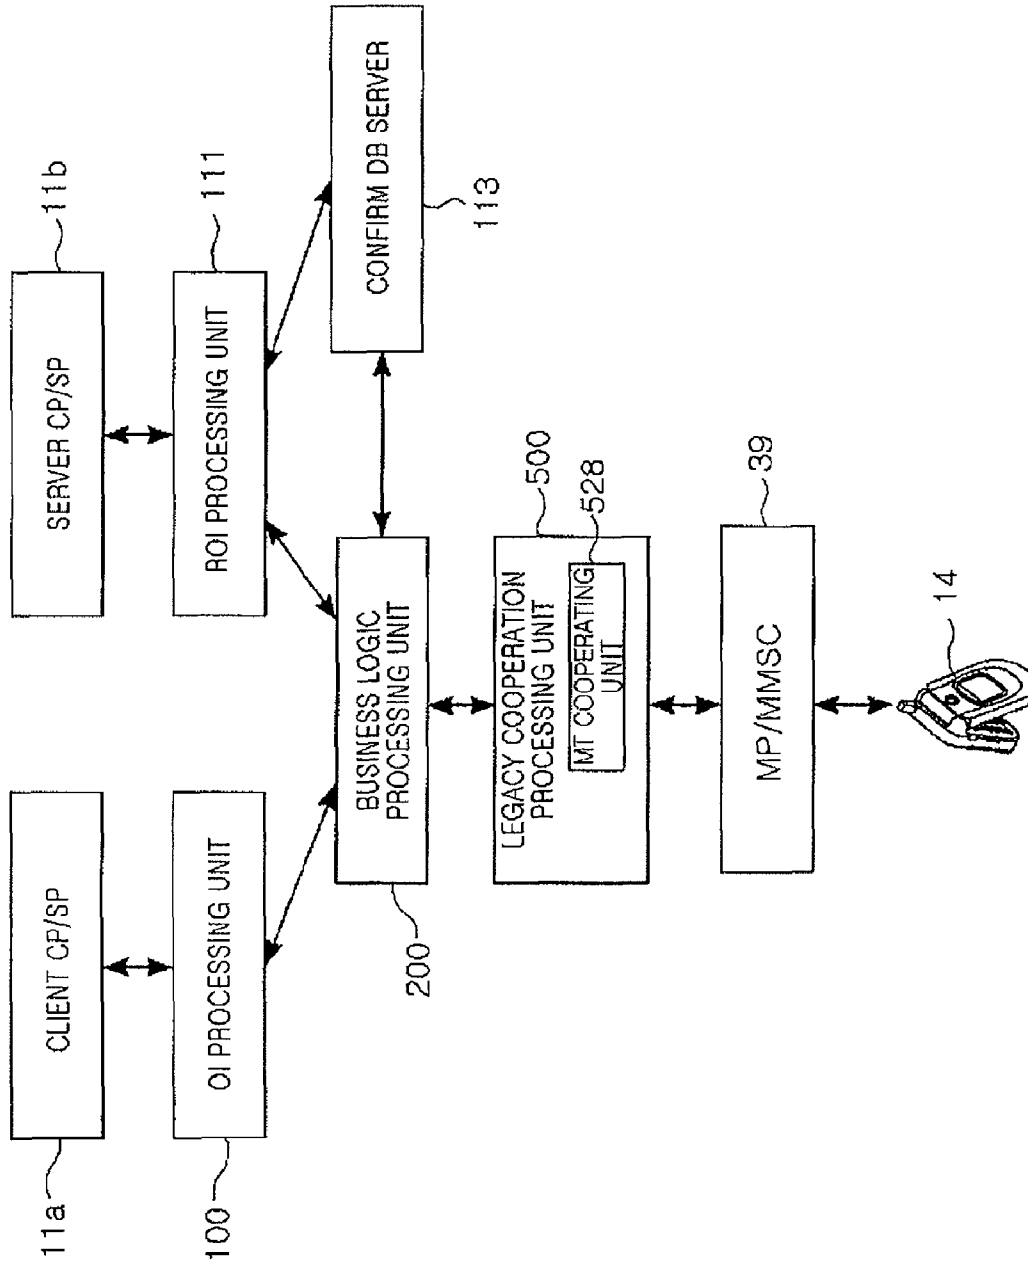 CLIENT CP/SP
11a
SERVER CP/SP
11b
OI PROCESSING UNIT
100
ROI PROCESSING UNIT
111
BUSINESS LOGIC
PROCESSING UNIT
200
CONFIRM DB SERVER
113
LEGACY COOPERATION
PROCESSING UNIT
500
MT COOPERATING
UNIT
528
MP/MMSC
39
14